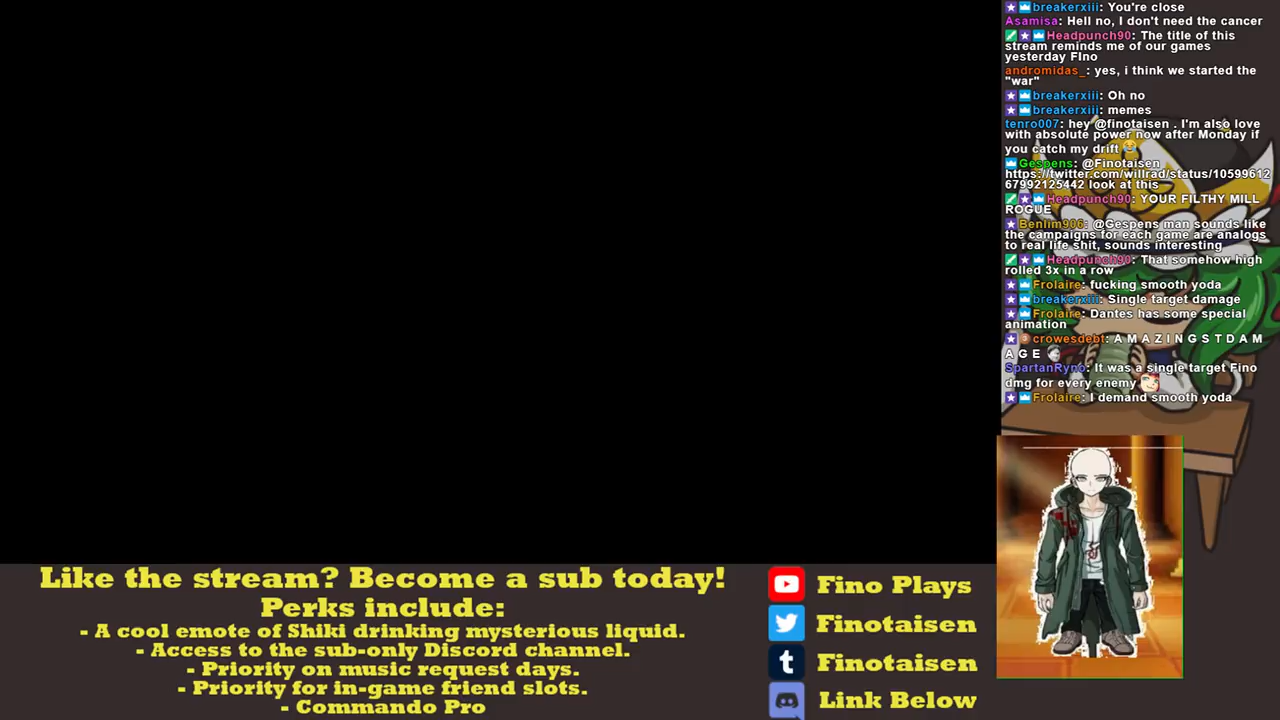 breakerxiii: You're close
Asamisa: Hell no, I don't need the cancer
Headpunch90: The title of this
stream reminds me of our games
yesterday FIno
andromidas_: yes, i think we started the
"war"
breakerxiii: Oh no
breakerxiii: memes
tenro007: hey @finotaisen . I'm also love
with absolute power now after Monday if
you catch my drift
Gespens: @Finotaisen
https://twitter.com/willrad/status/10599612
67992125442 look at this
Headpunch90: YOUR FILTHY MILL
ROGUE
Benlim906: @Gespens man sounds like
the campaigns for each game are analogs
to real life shit, sounds interesting
Headpunch90: That somehow high
rolled 3x in a row
Frolaire: fucking smooth yoda
breakerxiii: Single target damage
Frolaire: Dantes has some special
animation
crowesdebt: A M A Z I N G S T D A M
A G E
SpartanRyno: It was a single target Fino
dmg for every enemy
Frolaire: I demand smooth yoda
Like the stream? Become a sub today!
Perks include:
- A cool emote of Shiki drinking mysterious liquid.
- Access to the sub-only Discord channel.
- Priority on music request days.
- Priority for in-game friend slots.
- Commando Pro
Fino Plays
Finotaisen
Finotaisen
Link Below